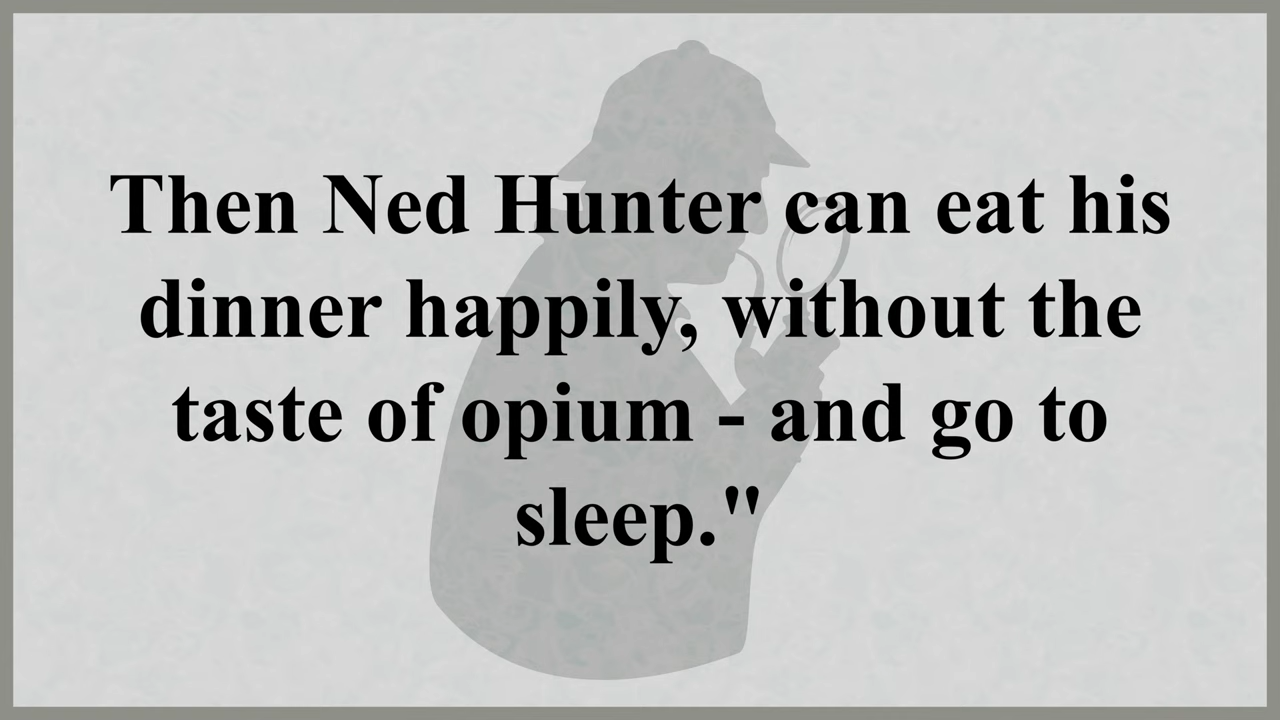 Then Ned Hunter can eat his
dinner happily, without the
taste of opium - and go to
sleep."